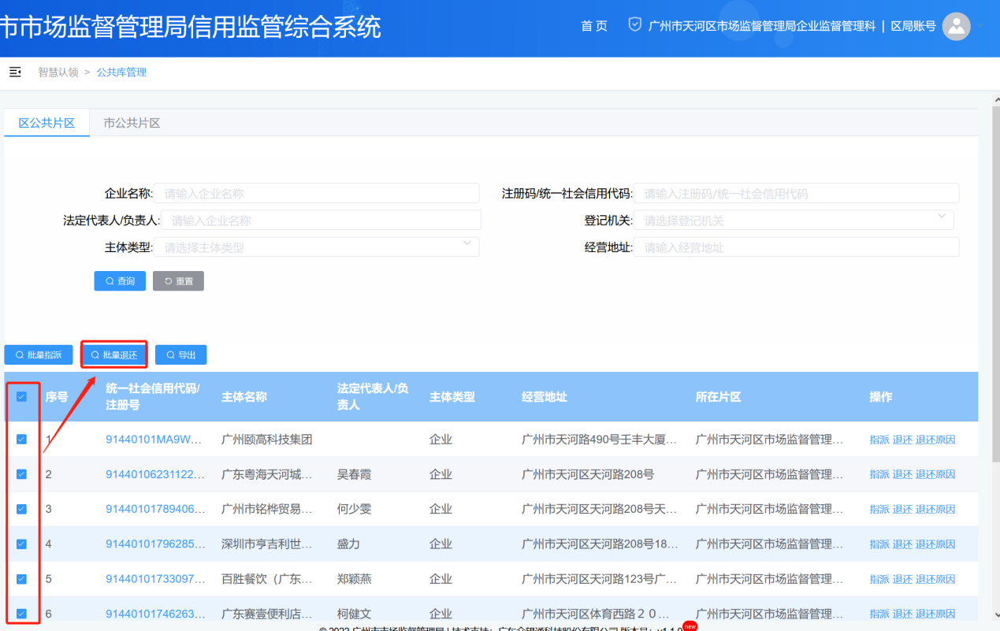 市市场监督管理局信用监管综合系统
首页 广州市天河区市场监督管理局企业监督管理科 | 区局账号
智慧认领 > 公共库管理
区公共片区 市公共片区
企业名称: 请输入企业名称 注册码/统一社会信用代码: 请输入注册码/统一社会信用代码
法定代表人/负责人: 请输入企业名称 登记机关: 请选择登记机关
主体类型: 请选择主体类型 经营地址: 请输入经营地址
查询 重置
批量指派 批量退还 导出
序号 统一社会信用代码/注册号 主体名称 法定代表人/负责人 主体类型 经营地址 所在片区 操作
1 91440101MA9W... 广州颐高科技集团 企业 广州市天河路490号壬丰大厦... 广州市天河区市场监督管理... 指派 退还 退还原因
2 91440106231122... 广东粤海天河城... 吴春霞 企业 广州市天河区天河路208号 广州市天河区市场监督管理... 指派 退还 退还原因
3 91440101789406... 广州市铭桦贸易... 何少雯 企业 广州市天河区天河路208号天... 广州市天河区市场监督管理... 指派 退还 退还原因
4 91440101796285... 深圳市亨吉利世... 盛力 企业 广州市天河区天河路208号18... 广州市天河区市场监督管理... 指派 退还 退还原因
5 91440101733097... 百胜餐饮（广东... 郑颖燕 企业 广州市天河区天河路123号广... 广州市天河区市场监督管理... 指派 退还 退还原因
6 91440101746263... 广东赛壹便利店... 柯健文 企业 广州市天河区体育西路２０... 广州市天河区市场监督管理... 指派 退还 退还原因
© 2022 广州市市场监督管理局 | 技术支持：广东众望通科技股份有限公司 版本号：v1.1.0 new